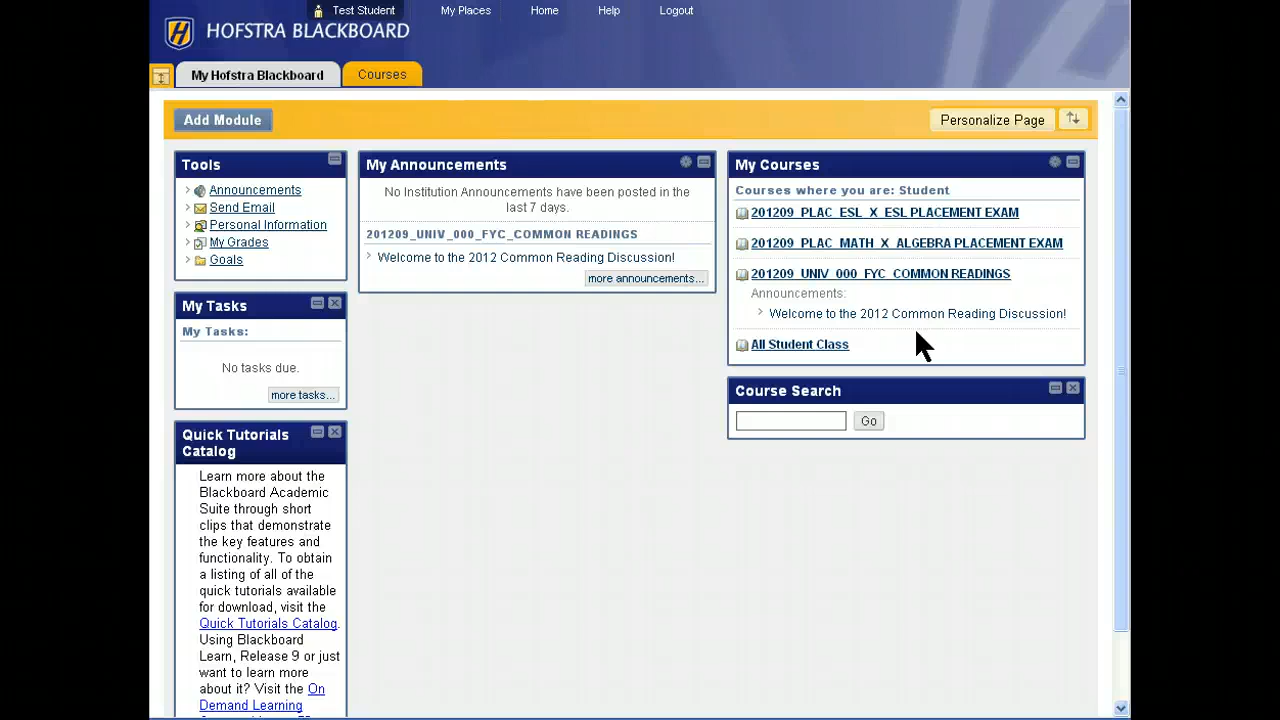 Test Student
My Places
Home
Help
Logout
HOFSTRA BLACKBOARD
My Hofstra Blackboard
Courses
Add Module
Personalize Page
Tools
Announcements
Send Email
Personal Information
My Grades
Goals
My Tasks
My Tasks:
No tasks due.
more tasks...
Quick Tutorials
Catalog
Learn more about the
Blackboard Academic
Suite through short
clips that demonstrate
the key features and
functionality. To obtain
a listing of all of the
quick tutorials available
for download, visit the
Quick Tutorials Catalog.
Using Blackboard
Learn, Release 9 or just
want to learn more
about it? Visit the On
Demand Learning
My Announcements
No Institution Announcements have been posted in the
last 7 days.
201209_UNIV_000_FYC_COMMON READINGS
Welcome to the 2012 Common Reading Discussion!
more announcements...
My Courses
Courses where you are: Student
201209_PLAC_ESL_X_ESL PLACEMENT EXAM
201209_PLAC_MATH_X_ALGEBRA PLACEMENT EXAM
201209_UNIV_000_FYC_COMMON READINGS
Announcements:
Welcome to the 2012 Common Reading Discussion!
All Student Class
Course Search
Go